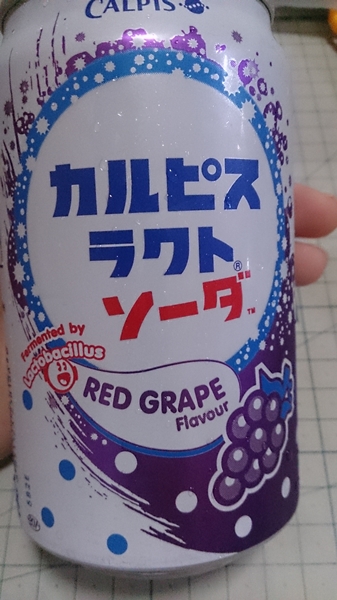 CALPIS
カルピス
ラクト®
ソーダ™
Fermented by
Lactobacillus
RED GRAPE
Flavour